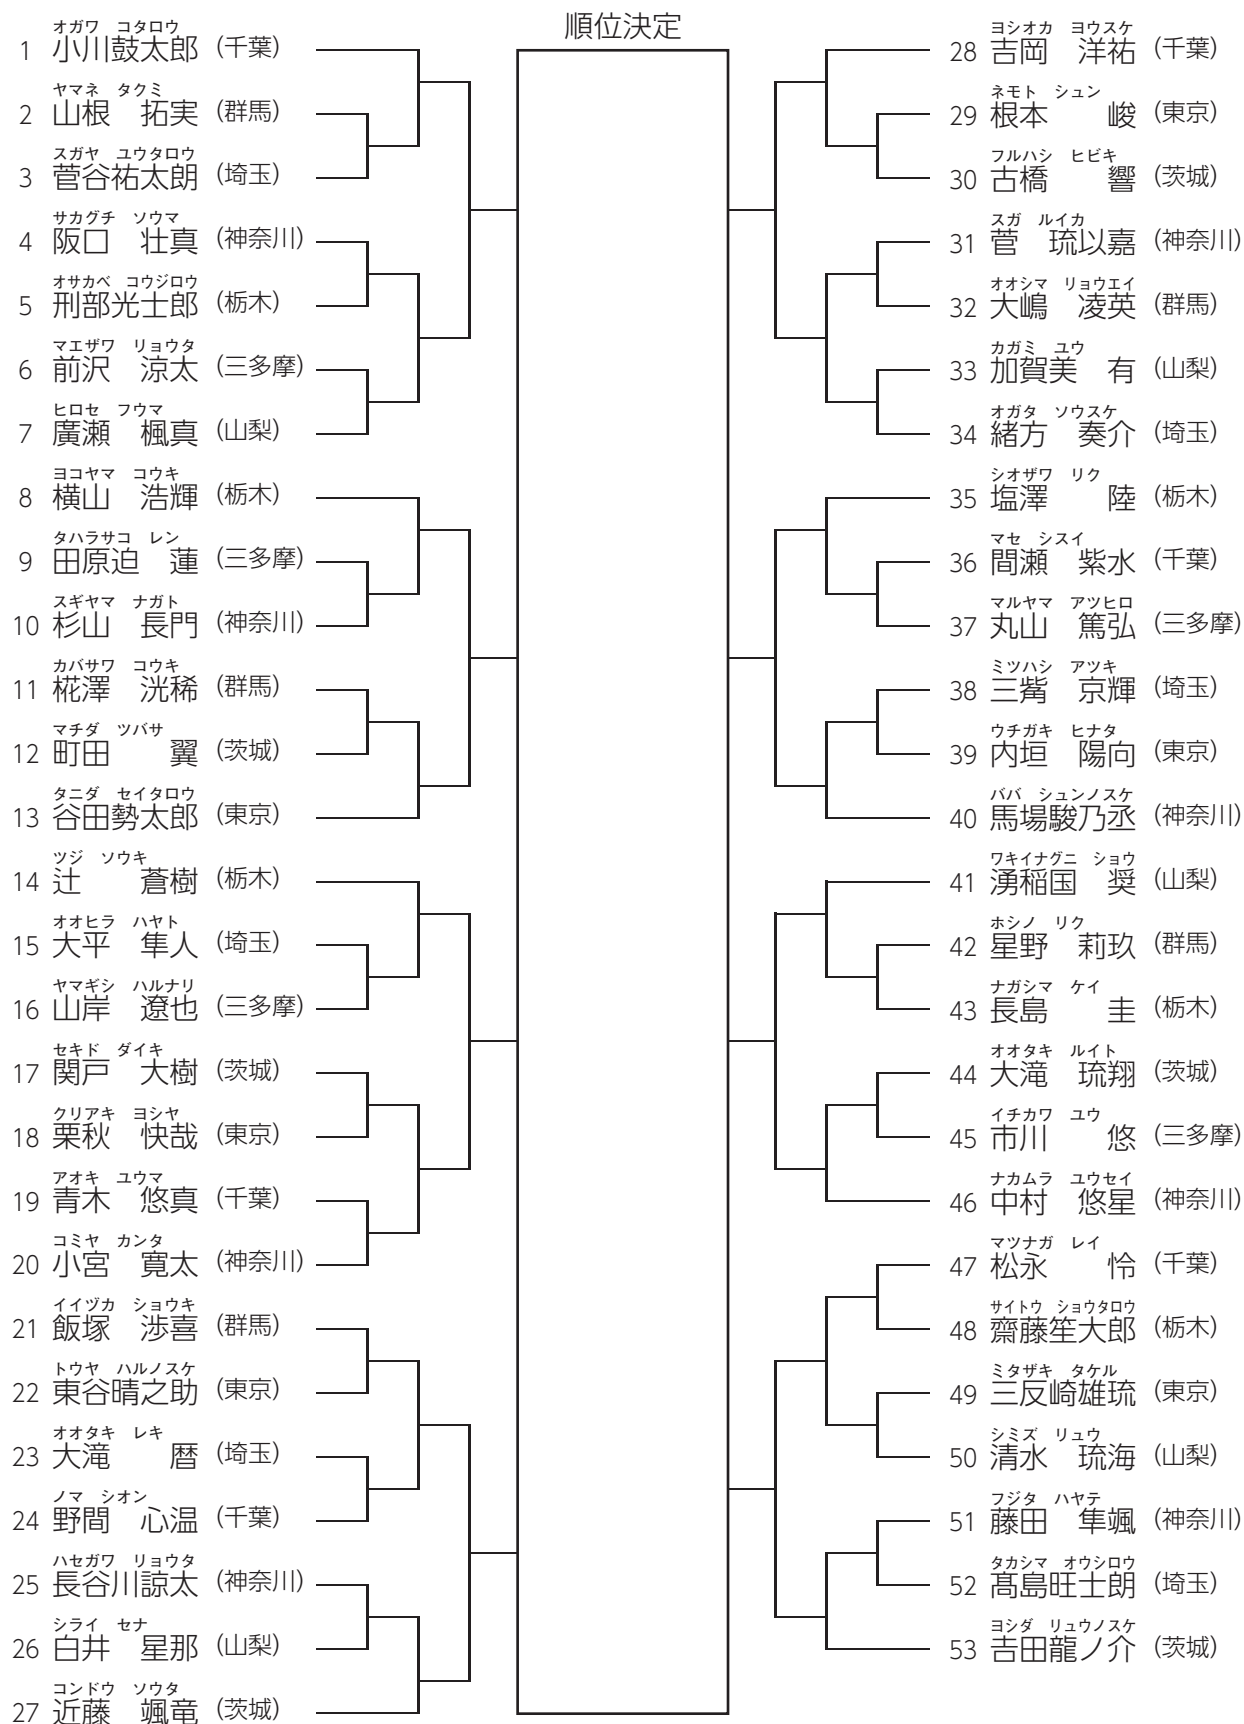 順位決定
オガワ コタロウ
1 小川鼓太郎 (千葉)
ヤマネ タクミ
2 山根 拓実 (群馬)
スガヤ ユウタロウ
3 菅谷祐太朗 (埼玉)
サカグチ ソウマ
4 阪口 壮真 (神奈川)
オサカベ コウジロウ
5 刑部光士郎 (栃木)
マエザワ リョウタ
6 前沢 涼太 (三多摩)
ヒロセ フウマ
7 廣瀬 楓真 (山梨)
ヨコヤマ コウキ
8 横山 浩輝 (栃木)
タハラサコ レン
9 田原迫 蓮 (三多摩)
スギヤマ ナガト
10 杉山 長門 (神奈川)
カバサワ コウキ
11 椛澤 洸稀 (群馬)
マチダ ツバサ
12 町田 翼 (茨城)
タニダ セイタロウ
13 谷田勢太郎 (東京)
ツジ ソウキ
14 辻 蒼樹 (栃木)
オオヒラ ハヤト
15 大平 隼人 (埼玉)
ヤマギシ ハルナリ
16 山岸 遼也 (三多摩)
セキド ダイキ
17 関戸 大樹 (茨城)
クリアキ ヨシヤ
18 栗秋 快哉 (東京)
アオキ ユウマ
19 青木 悠真 (千葉)
コミヤ カンタ
20 小宮 寛太 (神奈川)
イイヅカ ショウキ
21 飯塚 渉喜 (群馬)
トウヤ ハルノスケ
22 東谷晴之助 (東京)
オオタキ レキ
23 大滝 暦 (埼玉)
ノマ シオン
24 野間 心温 (千葉)
ハセガワ リョウタ
25 長谷川諒太 (神奈川)
シライ セナ
26 白井 星那 (山梨)
コンドウ ソウタ
27 近藤 颯竜 (茨城)
ヨシオカ ヨウスケ
28 吉岡 洋祐 (千葉)
ネモト シュン
29 根本 峻 (東京)
フルハシ ヒビキ
30 古橋 響 (茨城)
スガ ルイカ
31 菅 琉以嘉 (神奈川)
オオシマ リョウエイ
32 大嶋 凌英 (群馬)
カガミ ユウ
33 加賀美 有 (山梨)
オガタ ソウスケ
34 緒方 奏介 (埼玉)
シオザワ リク
35 塩澤 陸 (栃木)
マセ シスイ
36 間瀬 紫水 (千葉)
マルヤマ アツヒロ
37 丸山 篤弘 (三多摩)
ミツハシ アツキ
38 三觜 京輝 (埼玉)
ウチガキ ヒナタ
39 内垣 陽向 (東京)
ババ シュンノスケ
40 馬場駿乃丞 (神奈川)
ワキイナグニ ショウ
41 湧稲国 奨 (山梨)
ホシノ リク
42 星野 莉玖 (群馬)
ナガシマ ケイ
43 長島 圭 (栃木)
オオタキ ルイト
44 大滝 琉翔 (茨城)
イチカワ ユウ
45 市川 悠 (三多摩)
ナカムラ ユウセイ
46 中村 悠星 (神奈川)
マツナガ レイ
47 松永 怜 (千葉)
サイトウ ショウタロウ
48 齋藤笙大郎 (栃木)
ミタザキ タケル
49 三反崎雄琉 (東京)
シミズ リュウ
50 清水 琉海 (山梨)
フジタ ハヤテ
51 藤田 隼颯 (神奈川)
タカシマ オウシロウ
52 髙島旺士朗 (埼玉)
ヨシダ リュウノスケ
53 𠮷田龍ノ介 (茨城)